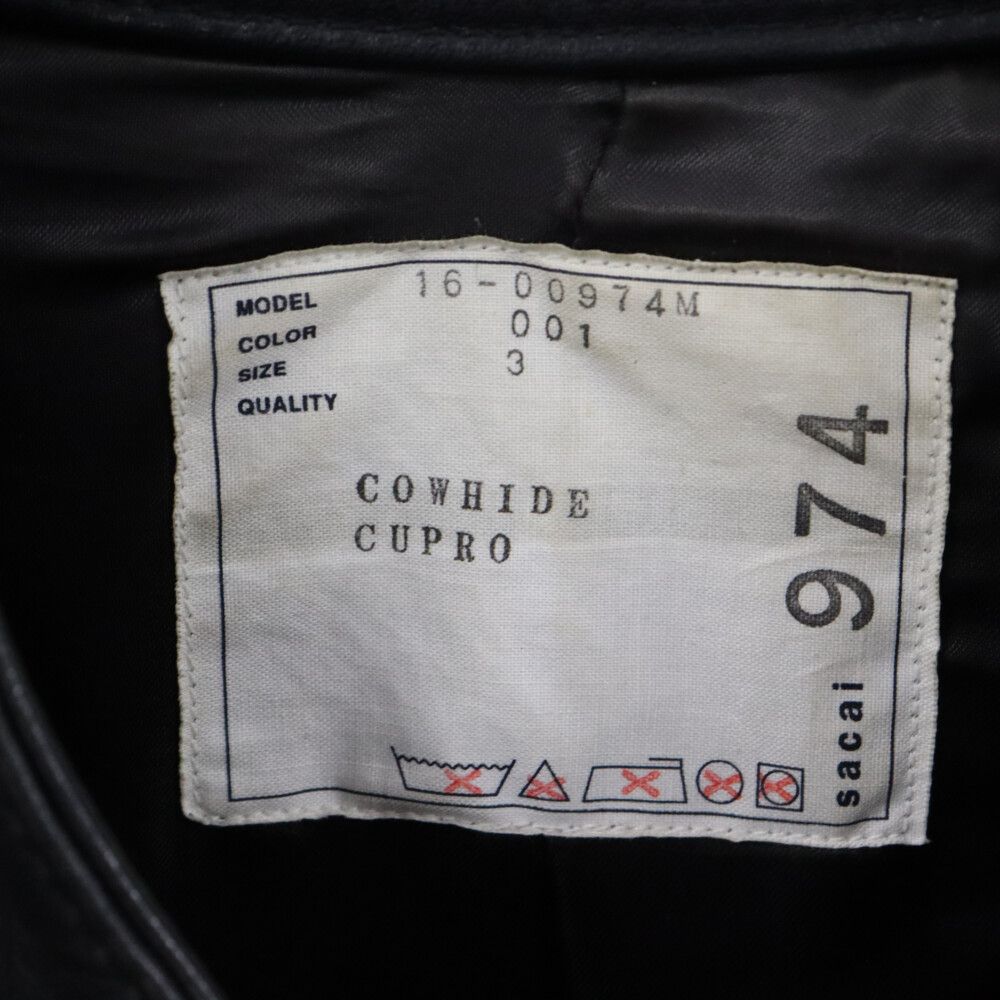 MODEL 16-00974M
COLOR 001
SIZE 3
QUALITY
COWHIDE
CUPRO
sacai 974